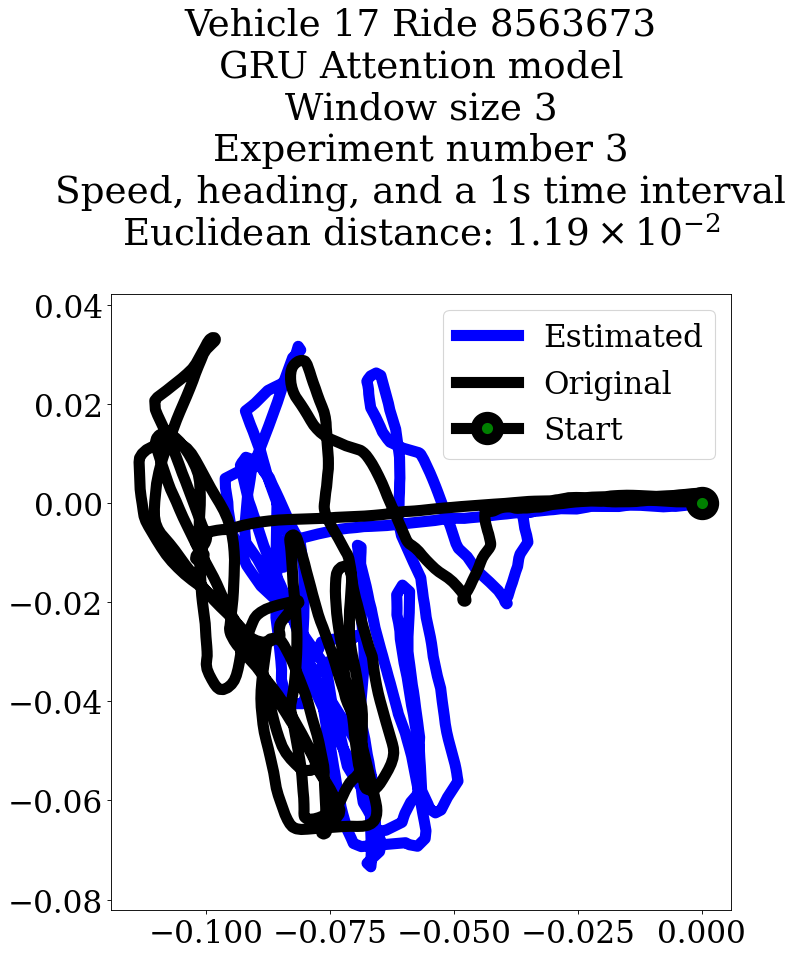 Vehicle 17 Ride 8563673
GRU Attention model
Window size 3
Experiment number 3
Speed, heading, and a 1s time interval
Euclidean distance: 1.19 × 10⁻²
0.04
0.02
0.00
−0.02
−0.04
−0.06
−0.08
Estimated
Original
Start
−0.100 −0.075 −0.050 −0.025 0.000